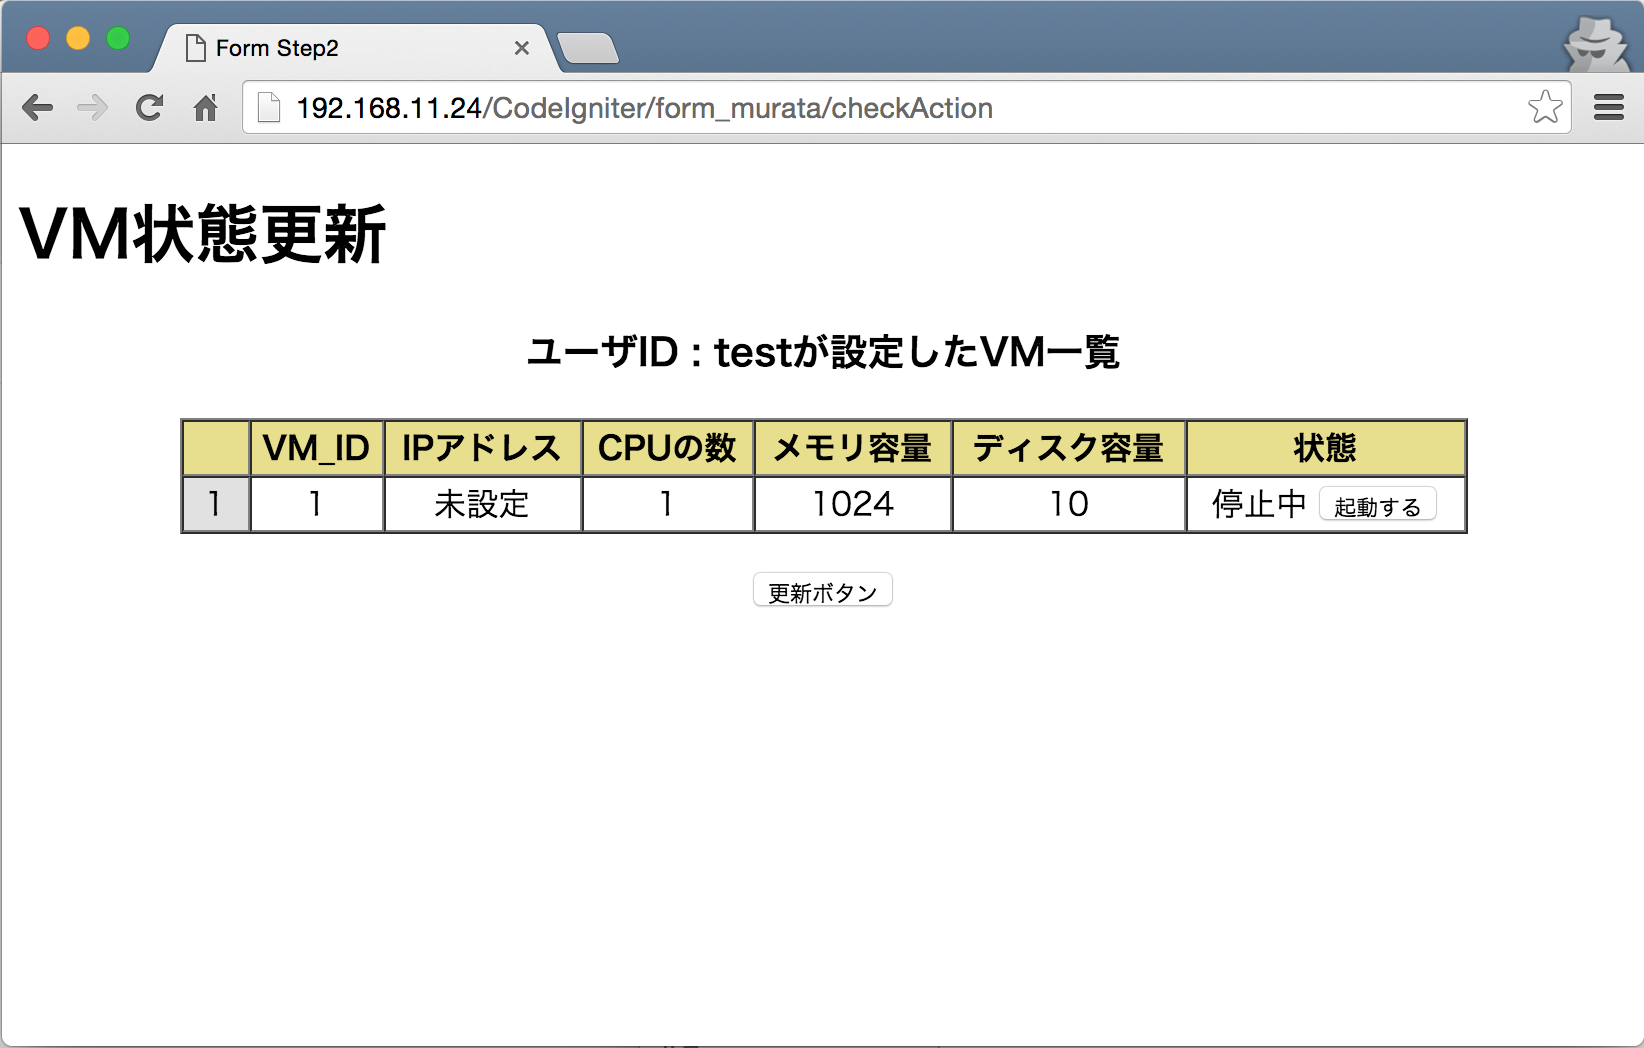 Form Step2
192.168.11.24/CodeIgniter/form_murata/checkAction
VM状態更新
ユーザID : testが設定したVM一覧
VM_ID IPアドレス CPUの数 メモリ容量 ディスク容量 状態
1 1 未設定 1 1024 10 停止中 起動する
更新ボタン